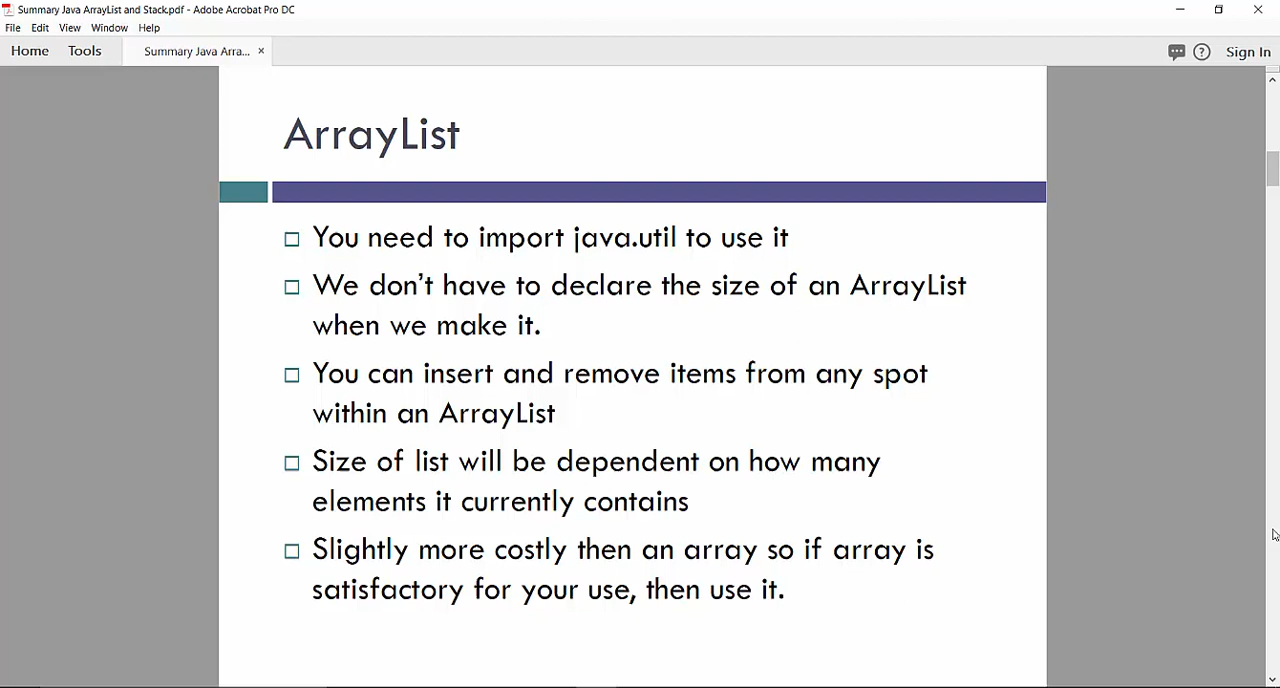 Summary Java ArrayList and Stack.pdf - Adobe Acrobat Pro DC
File Edit View Window Help
Home Tools Summary Java Arra... × Sign In
ArrayList
You need to import java.util to use it
We don't have to declare the size of an ArrayList
when we make it.
You can insert and remove items from any spot
within an ArrayList
Size of list will be dependent on how many
elements it currently contains
Slightly more costly then an array so if array is
satisfactory for your use, then use it.